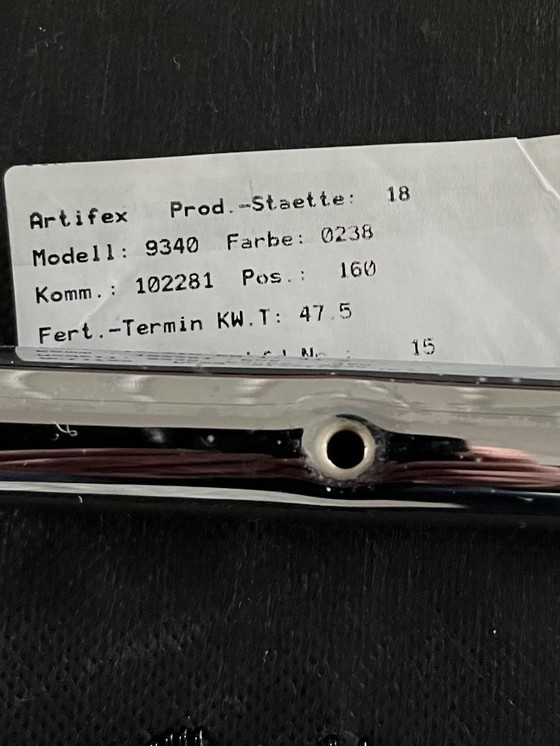 Artifex Prod.-Staette: 18
Modell: 9340 Farbe: 0238
Komm.: 102281 Pos.: 160
Fert.-Termin KW.T: 47.5
15